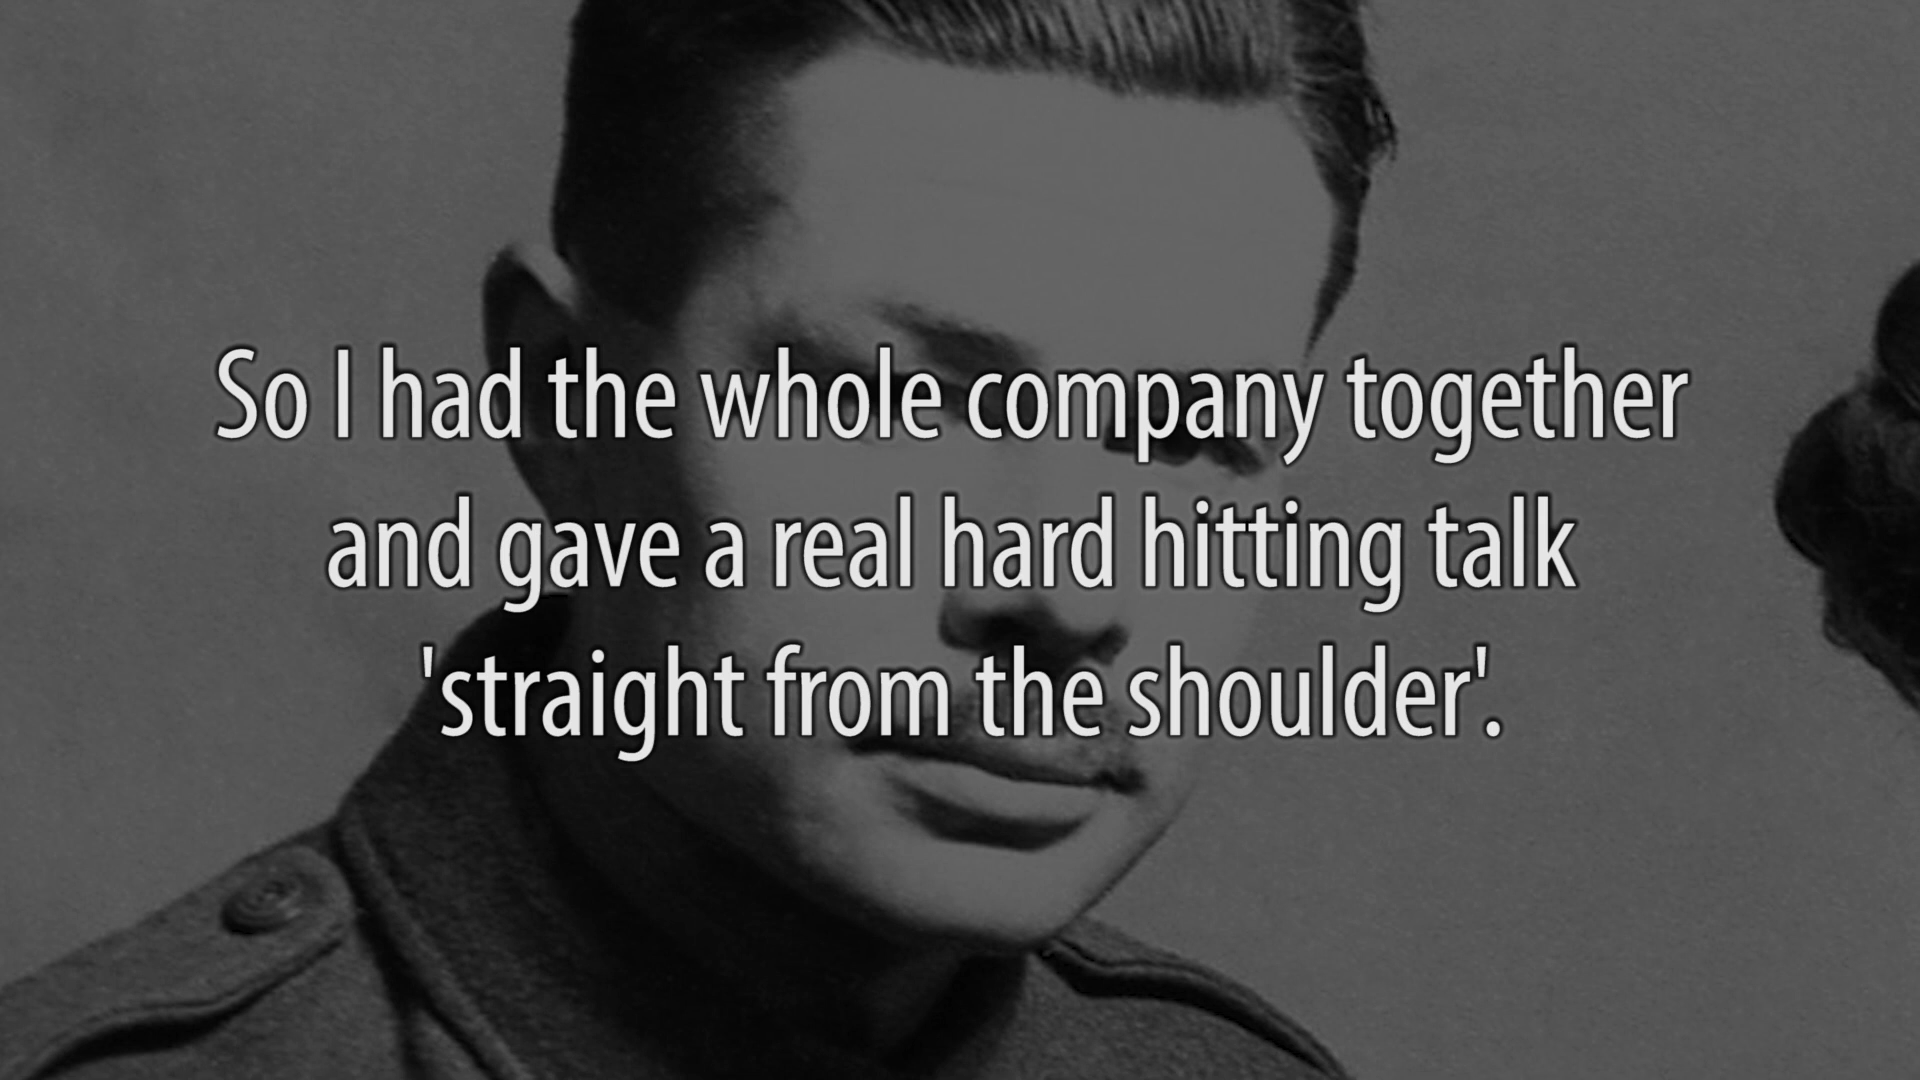 So I had the whole company together
and gave a real hard hitting talk
'straight from the shoulder'.